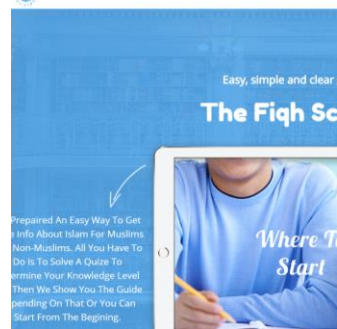 Easy, simple and clear
The Fiqh Sc
Prepaired An Easy Way To Get
Info About Islam For Muslims
Non-Muslims. All You Have To
Do Is To Solve A Quize To
ermine Your Knowledge Level
Then We Show You The Guide
pending On That Or You Can
Start From The Begining.
Where T
Start